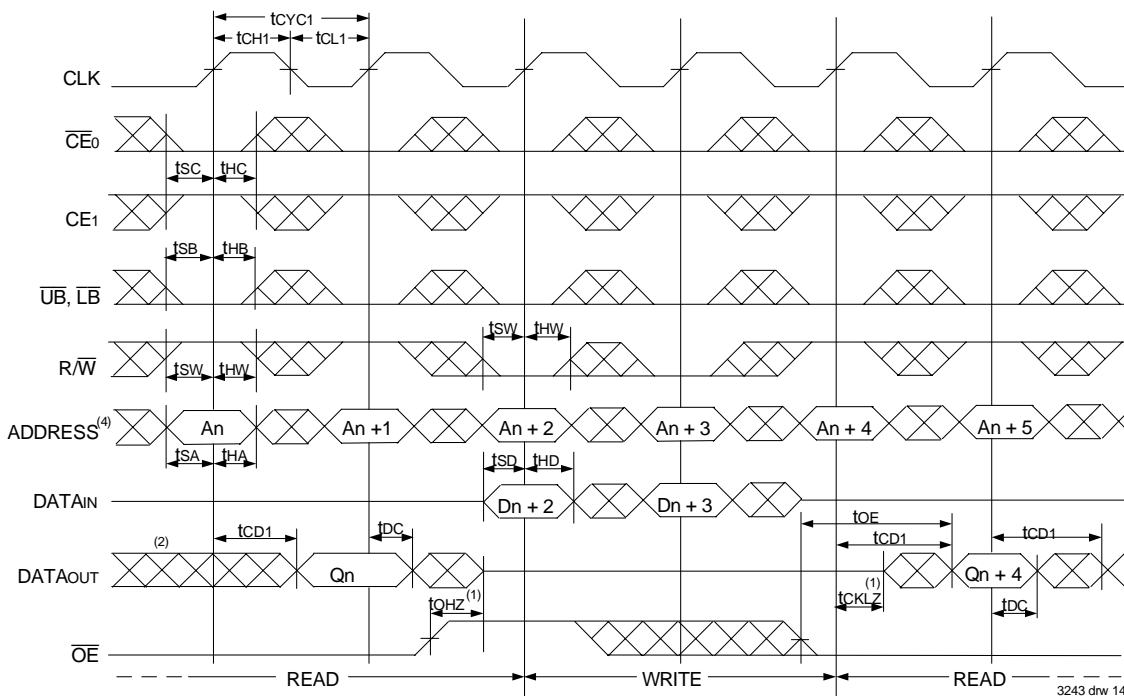 tCYC1
tCH1 tCL1
CLK
CE0
tSC tHC
CE1
tSB tHB
UB, LB
tSW tHW
R/W
tSW tHW
ADDRESS(4) An An +1 An + 2 An + 3 An + 4 An + 5
tSA tHA tSD tHD
DATAIN Dn + 2 Dn + 3
tOE
tCD1 tDC tCD1 tCD1
(2)
DATAOUT Qn Qn + 4
tOHZ(1) tCKLZ(1) tDC
OE
READ WRITE READ
3243 drw 14